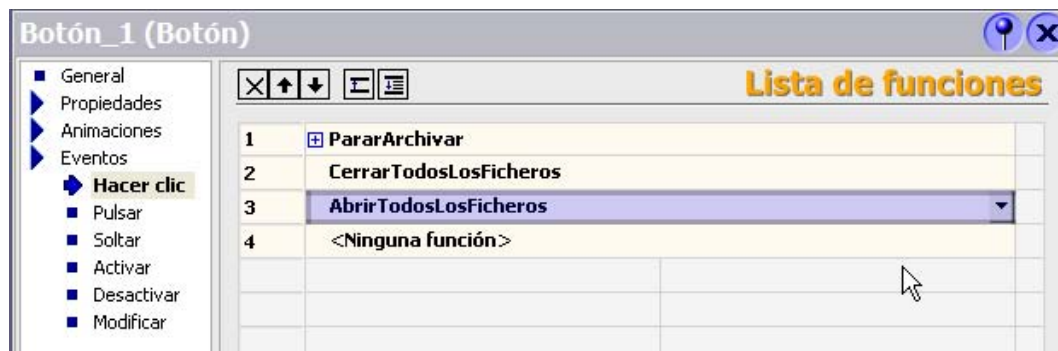 Botón_1 (Botón)
General
Propiedades
Animaciones
Eventos
Hacer clic
Pulsar
Soltar
Activar
Desactivar
Modificar
Lista de funciones
1 PararArchivar
2 CerrarTodosLosFicheros
3 AbrirTodosLosFicheros
4 <Ninguna función>